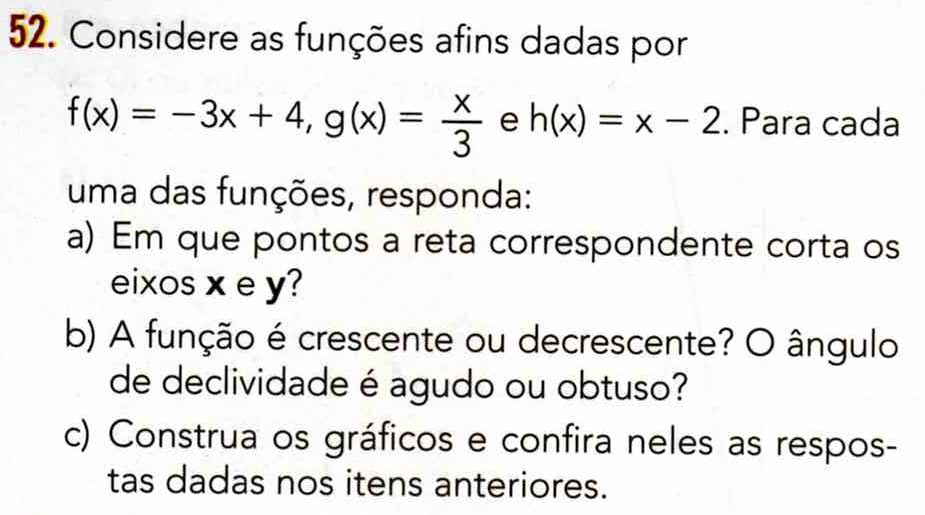 52. Considere as funções afins dadas por
f(x) = −3x + 4, g(x) = x/3 e h(x) = x − 2. Para cada
uma das funções, responda:
a) Em que pontos a reta correspondente corta os
eixos x e y?
b) A função é crescente ou decrescente? O ângulo
de declividade é agudo ou obtuso?
c) Construa os gráficos e confira neles as respos-
tas dadas nos itens anteriores.